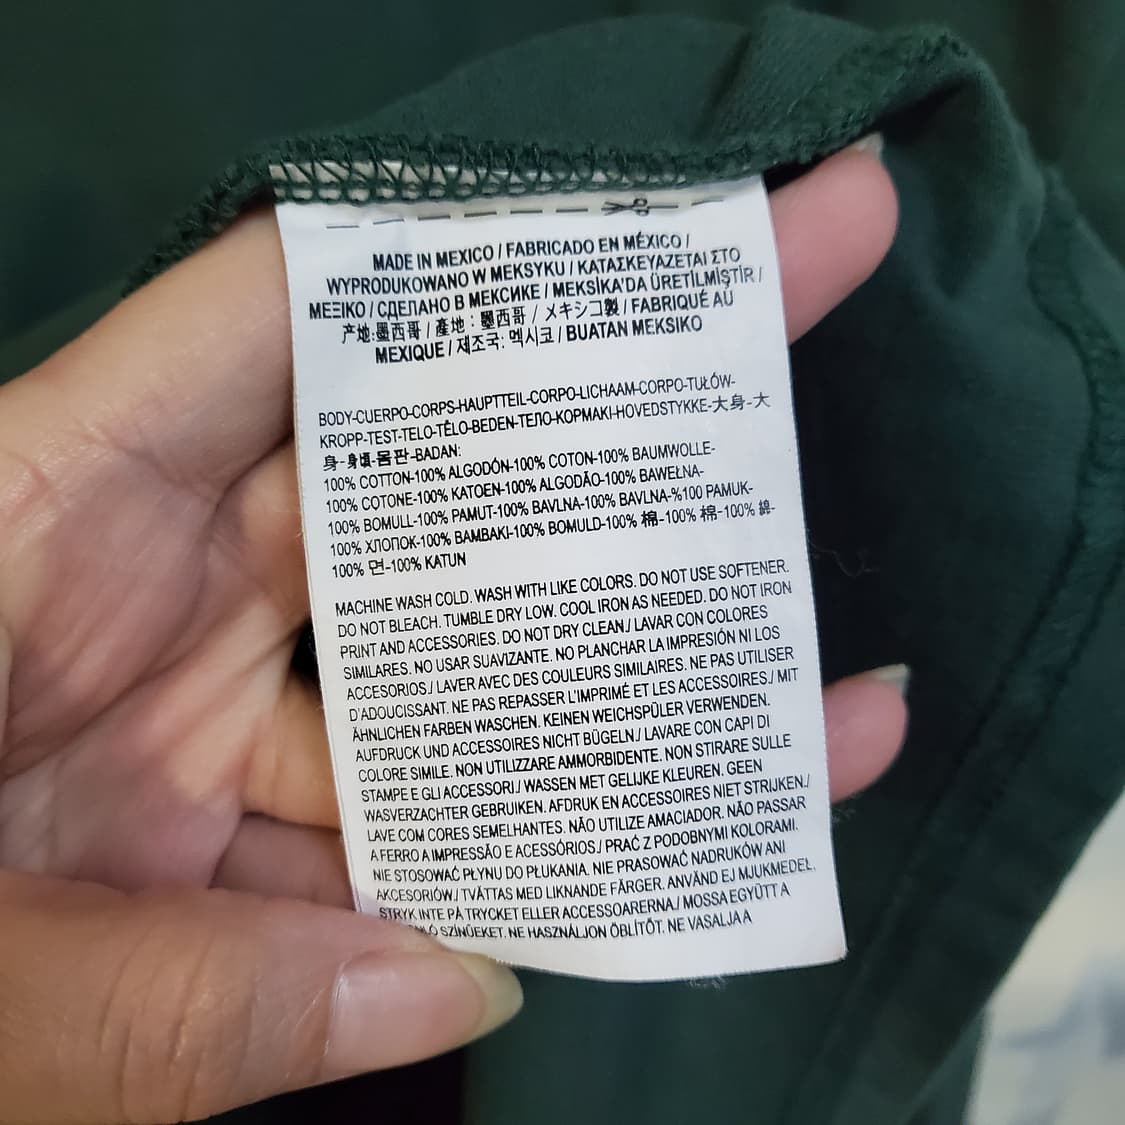 MADE IN MEXICO / FABRICADO EN MÉXICO /
WYPRODUKOWANO W MEKSYKU / ΚΑΤΑΣΚΕΥΑΖΕΤΑΙ ΣΤΟ
ΜΕΞΙΚΟ / СДЕЛАНО В МЕКСИКЕ / MEKSİKA'DA ÜRETİLMİŞTİR /
产地:墨西哥 / 產地:墨西哥 / メキシコ製 / FABRIQUÉ AU
MEXIQUE / 제조국: 멕시코 / BUATAN MEKSIKO
BODY-CUERPO-CORPS-HAUPTTEIL-CORPO-LICHAAM-CORPO-TUŁÓW-
KROPP-TEST-TELO-TĚLO-BEDEN-ТЕЛО-ΚΟΡΜΑΚΙ-HOVEDSTYKKE-大身-大
身-身頃-몸판-BADAN:
100% COTTON-100% ALGODÓN-100% COTON-100% BAUMWOLLE-
100% COTONE-100% KATOEN-100% ALGODÃO-100% BAWEŁNA-
100% BOMULL-100% PAMUT-100% BAVLNA-100% BAVLNA-%100 PAMUK-
100% ХЛОПОК-100% ΒΑΜΒΑΚΙ-100% BOMULD-100% 棉-100% 棉-100% 綿-
100% 면-100% KATUN
MACHINE WASH COLD. WASH WITH LIKE COLORS. DO NOT USE SOFTENER.
DO NOT BLEACH. TUMBLE DRY LOW. COOL IRON AS NEEDED. DO NOT IRON
PRINT AND ACCESSORIES. DO NOT DRY CLEAN./ LAVAR CON COLORES
SIMILARES. NO USAR SUAVIZANTE. NO PLANCHAR LA IMPRESIÓN NI LOS
ACCESORIOS./ LAVER AVEC DES COULEURS SIMILAIRES. NE PAS UTILISER
D'ADOUCISSANT. NE PAS REPASSER L'IMPRIMÉ ET LES ACCESSOIRES./ MIT
ÄHNLICHEN FARBEN WASCHEN. KEINEN WEICHSPÜLER VERWENDEN.
AUFDRUCK UND ACCESSOIRES NICHT BÜGELN./ LAVARE CON CAPI DI
COLORE SIMILE. NON UTILIZZARE AMMORBIDENTE. NON STIRARE SULLE
STAMPE E GLI ACCESSORI./ WASSEN MET GELIJKE KLEUREN. GEEN
WASVERZACHTER GEBRUIKEN. AFDRUK EN ACCESSOIRES NIET STRIJKEN./
LAVE COM CORES SEMELHANTES. NÃO UTILIZE AMACIADOR. NÃO PASSAR
A FERRO A IMPRESSÃO E ACESSÓRIOS./ PRAĆ Z PODOBNYMI KOLORAMI.
NIE STOSOWAĆ PŁYNU DO PŁUKANIA. NIE PRASOWAĆ NADRUKÓW ANI
AKCESORIÓW./ TVÄTTAS MED LIKNANDE FÄRGER. ANVÄND EJ MJUKMEDEL.
STRYK INTE PÅ TRYCKET ELLER ACCESSOARERNA./ MOSSA EGYÜTT A
SZÍNŰEKET. NE HASZNÁLJON ÖBLÍTŐT. NE VASALJA A